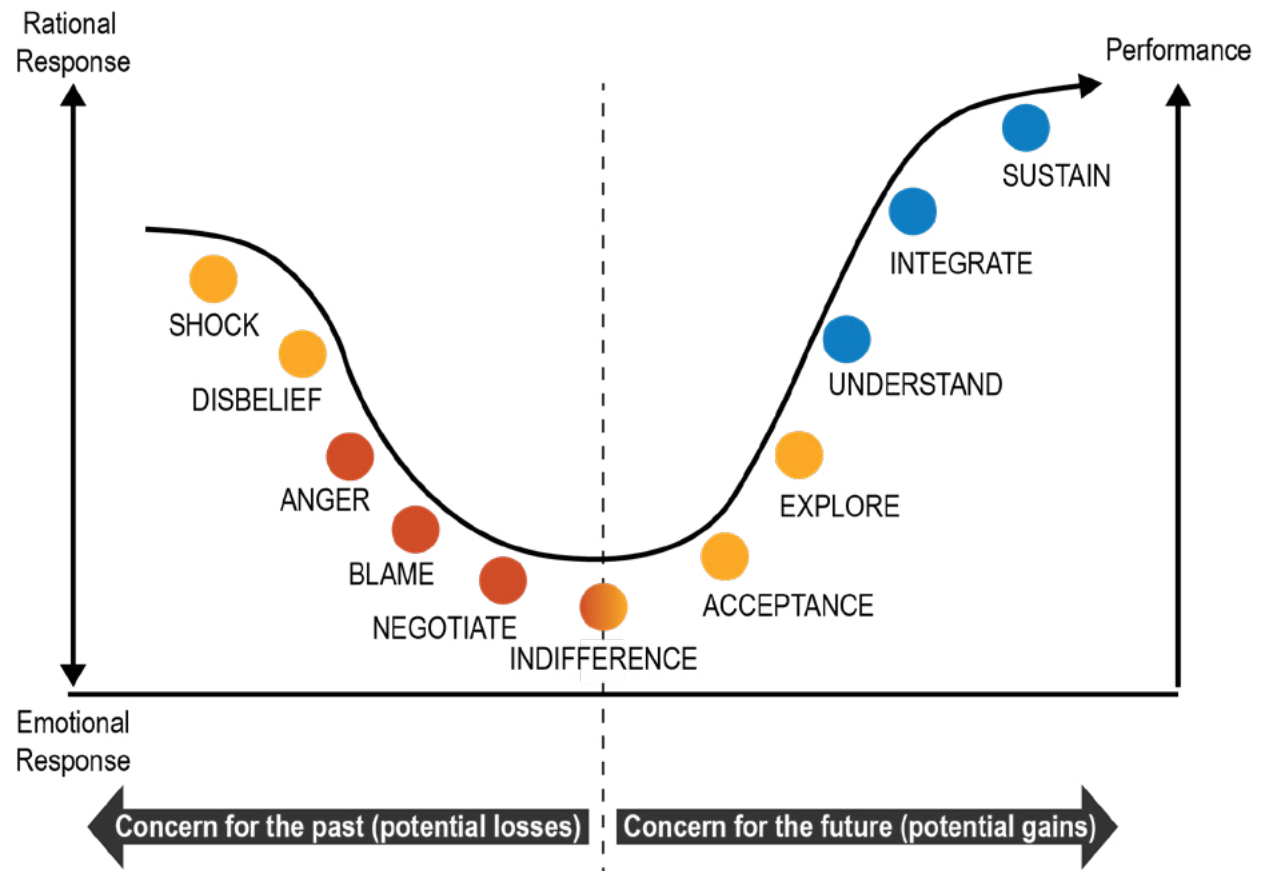 Rational
Response
Performance
SUSTAIN
INTEGRATE
SHOCK
UNDERSTAND
DISBELIEF
ANGER
EXPLORE
BLAME
ACCEPTANCE
NEGOTIATE
INDIFFERENCE
Emotional
Response
Concern for the past (potential losses)
Concern for the future (potential gains)